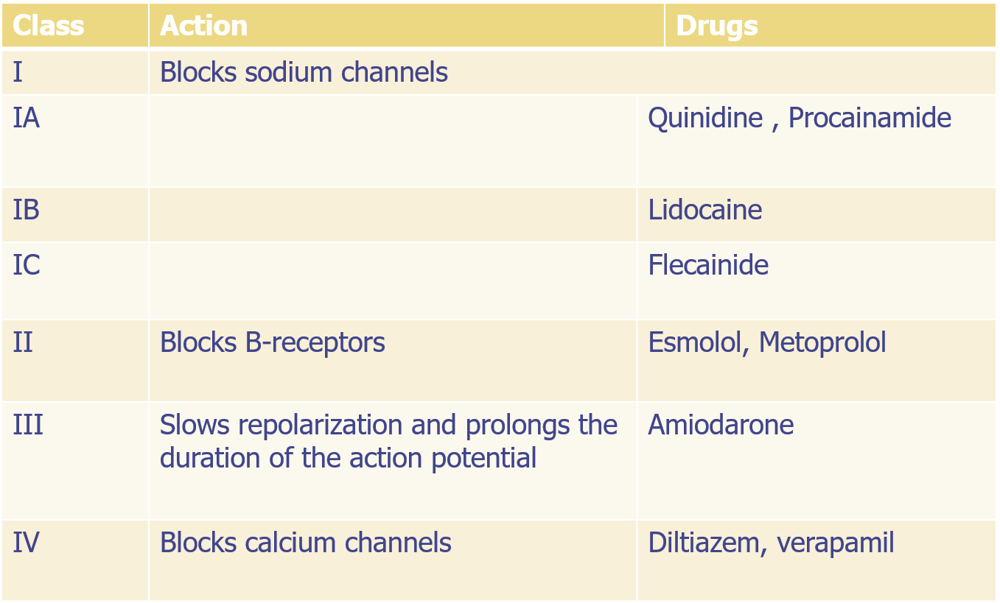 Class Action Drugs
I Blocks sodium channels
IA Quinidine , Procainamide
IB Lidocaine
IC Flecainide
II Blocks B-receptors Esmolol, Metoprolol
III Slows repolarization and prolongs the Amiodarone
duration of the action potential
IV Blocks calcium channels Diltiazem, verapamil